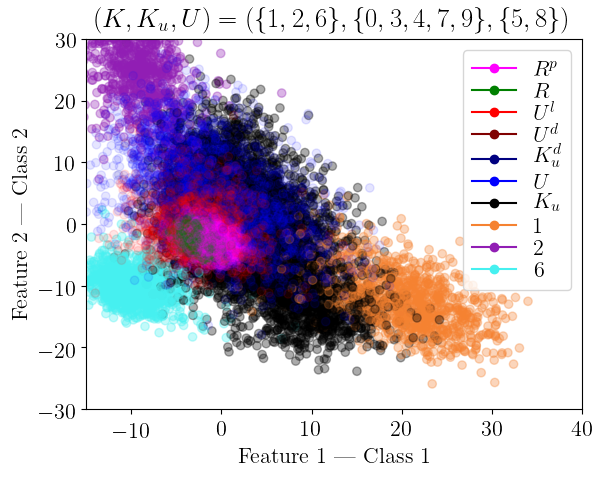 (K, K_u, U) = ({1, 2, 6}, {0, 3, 4, 7, 9}, {5, 8})
30
20
10
0
−10
−20
−30
Feature 2 — Class 2
R^p
R
U^l
U^d
K_u^d
U
K_u
1
2
6
−10
0
10
20
30
40
Feature 1 — Class 1